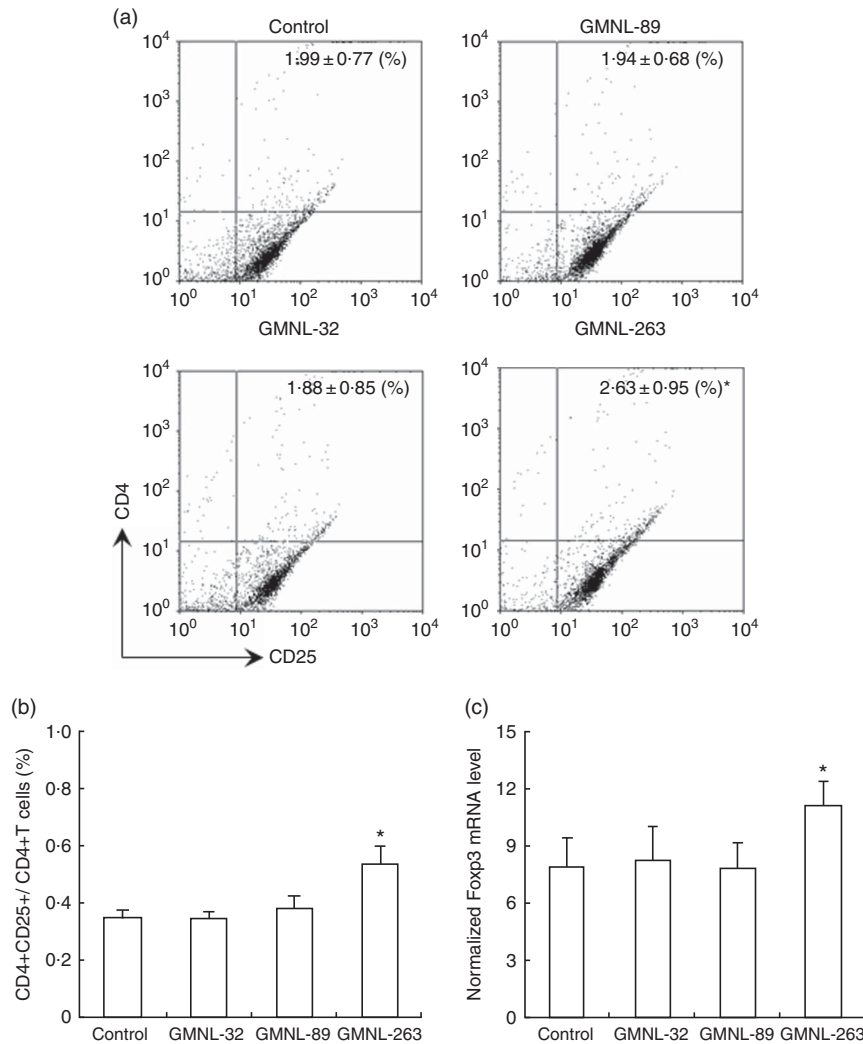 (a)
Control
GMNL-89
10⁴
10³
10²
10¹
10⁰
1·99 ± 0·77 (%)
10⁰ 10¹ 10² 10³ 10⁴
10⁴
10³
10²
10¹
10⁰
1·94 ± 0·68 (%)
10⁰ 10¹ 10² 10³ 10⁴
GMNL-32
GMNL-263
10⁴
10³
10²
10¹
10⁰
1·88 ± 0·85 (%)
10⁰ 10¹ 10² 10³ 10⁴
10⁴
10³
10²
10¹
10⁰
2·63 ± 0·95 (%)*
10⁰ 10¹ 10² 10³ 10⁴
CD4
CD25
(b)
CD4+CD25+/ CD4+T cells (%)
1·0
0·8
0·6
0·4
0·2
0
*
Control GMNL-32 GMNL-89 GMNL-263
(c)
Normalized Foxp3 mRNA level
15
12
9
6
3
0
*
Control GMNL-32 GMNL-89 GMNL-263